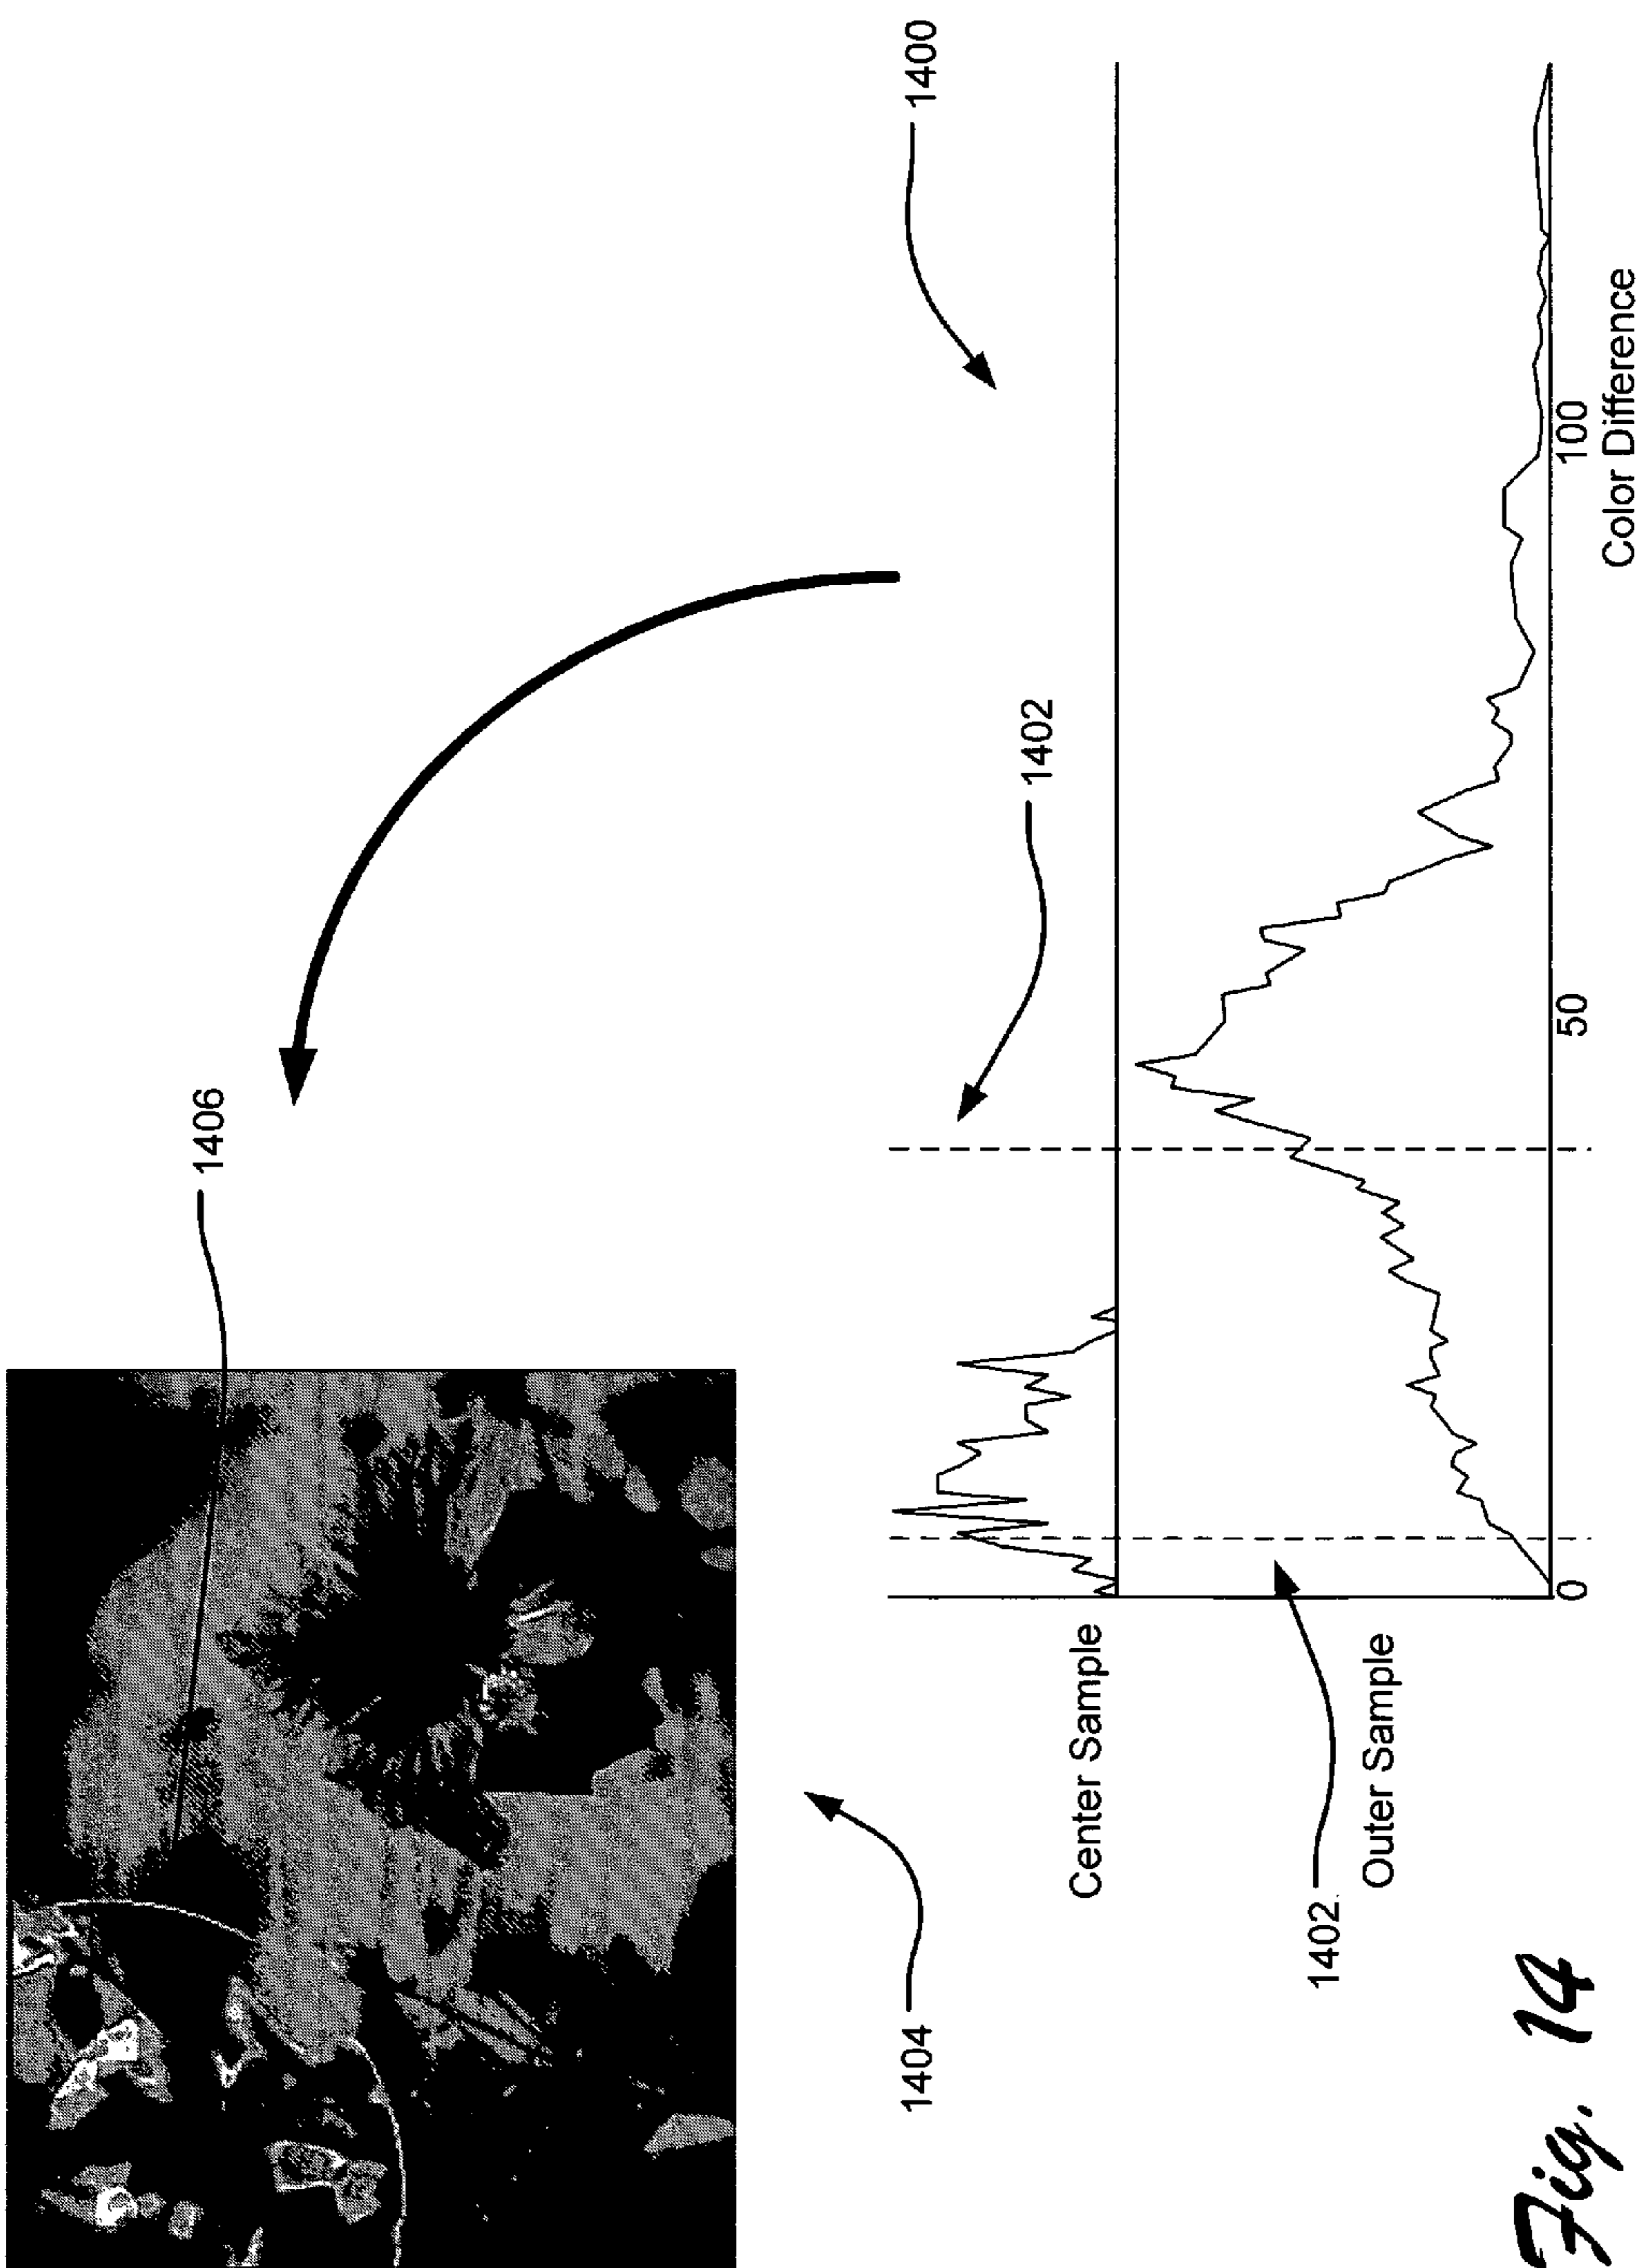 1406
1400
1402
1404
Center Sample
1402
Outer Sample
0
50
100
Color Difference
Fig. 14